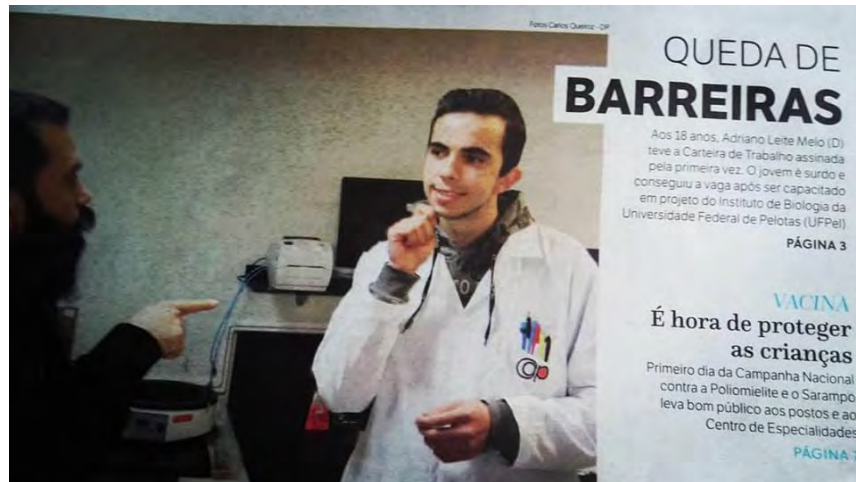 Fotos Carlos Queiroz - DP
QUEDA DE
BARREIRAS
Aos 18 anos, Adriano Leite Melo (D)
teve a Carteira de Trabalho assinada
pela primeira vez. O jovem é surdo e
conseguiu a vaga após ser capacitado
em projeto do Instituto de Biologia da
Universidade Federal de Pelotas (UFPel)
PÁGINA 3
VACINA
É hora de proteger
as crianças
Primeiro dia da Campanha Nacional
contra a Poliomielite e o Sarampo
leva bom público aos postos e ao
Centro de Especialidades
PÁGINA